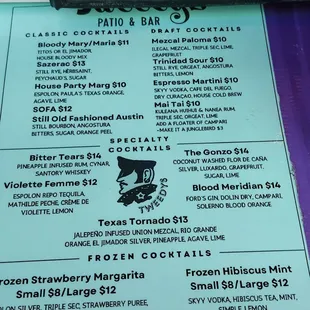 PATIO & BAR
CLASSIC COCKTAILS
Bloody Mary/Maria $11
TITOS OR EL JIMADOR,
HOUSE BLOODY MIX
Sazerac $13
STILL RYE, HERBSAINT,
PEYCHAUD'S, SUGAR
House Party Marg $10
ESPOLON, PAULA'S TEXAS ORANGE,
AGAVE, LIME
SOFA $12
Still Old Fashioned Austin
STILL BOURBON, ANGOSTURA
BITTERS, SUGAR, ORANGE PEEL
DRAFT COCKTAILS
Mezcal Paloma $10
ILEGAL MEZCAL, TRIPLE SEC, LIME,
GRAPEFRUIT
Trinidad Sour $10
STILL RYE, ORGEAT, ANGOSTURA
BITTERS, LEMON
Espresso Martini $10
SKYY VODKA, CAFE DEL FUEGO,
DRY CURACAO, HOUSE COLD BREW
Mai Tai $10
KULEANA HUIHUI & NANEA RUM,
TRIPLE SEC, ORGEAT, LIME
ADD A FLOATER OF CAMPARI
~MAKE IT A JUNGLEBIRD $3
SPECIALTY
COCKTAILS
Bitter Tears $14
PINEAPPLE INFUSED RUM, CYNAR,
SANTORY WHISKEY
Violette Femme $12
ESPOLON REPO TEQUILA,
MATHILDE PECHE, CRÈME DE
VIOLETTE, LEMON
TWEEDYS
The Gonzo $14
COCONUT WASHED FLOR DE CAÑA
SILVER, LUXARDO, GRAPEFRUIT,
SUGAR, LIME
Blood Meridian $14
FORD'S GIN, DOLIN DRY, CAMPARI,
SOLERNO BLOOD ORANGE
Texas Tornado $13
JALEPEÑO INFUSED UNION MEZCAL, RIO GRANDE
ORANGE, EL JIMADOR SILVER, PINEAPPLE, AGAVE, LIME
FROZEN COCKTAILS
Frozen Strawberry Margarita
Small $8/Large $12
SILVER, TRIPLE SEC, STRAWBERRY PUREE,
Frozen Hibiscus Mint
Small $8/Large $12
SKYY VODKA, HIBISCUS TEA, MINT,
SIMPLE, LEMON